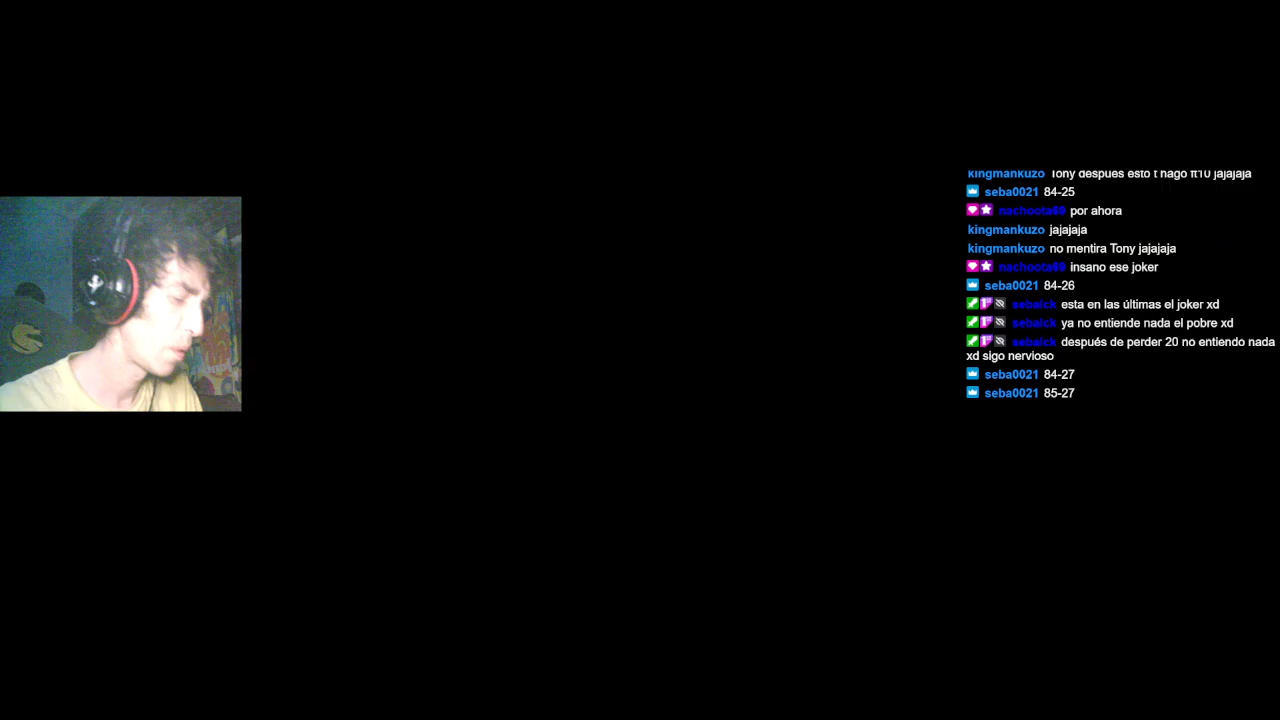 kingmankuzo Tony despues esto t hago ft10 jajajaja
seba0021 84-25
nachoota69 por ahora
kingmankuzo jajajaja
kingmankuzo no mentira Tony jajajaja
nachoota69 insano ese joker
seba0021 84-26
sebalck esta en las últimas el joker xd
sebalck ya no entiende nada el pobre xd
sebalck después de perder 20 no entiendo nada
xd sigo nervioso
seba0021 84-27
seba0021 85-27